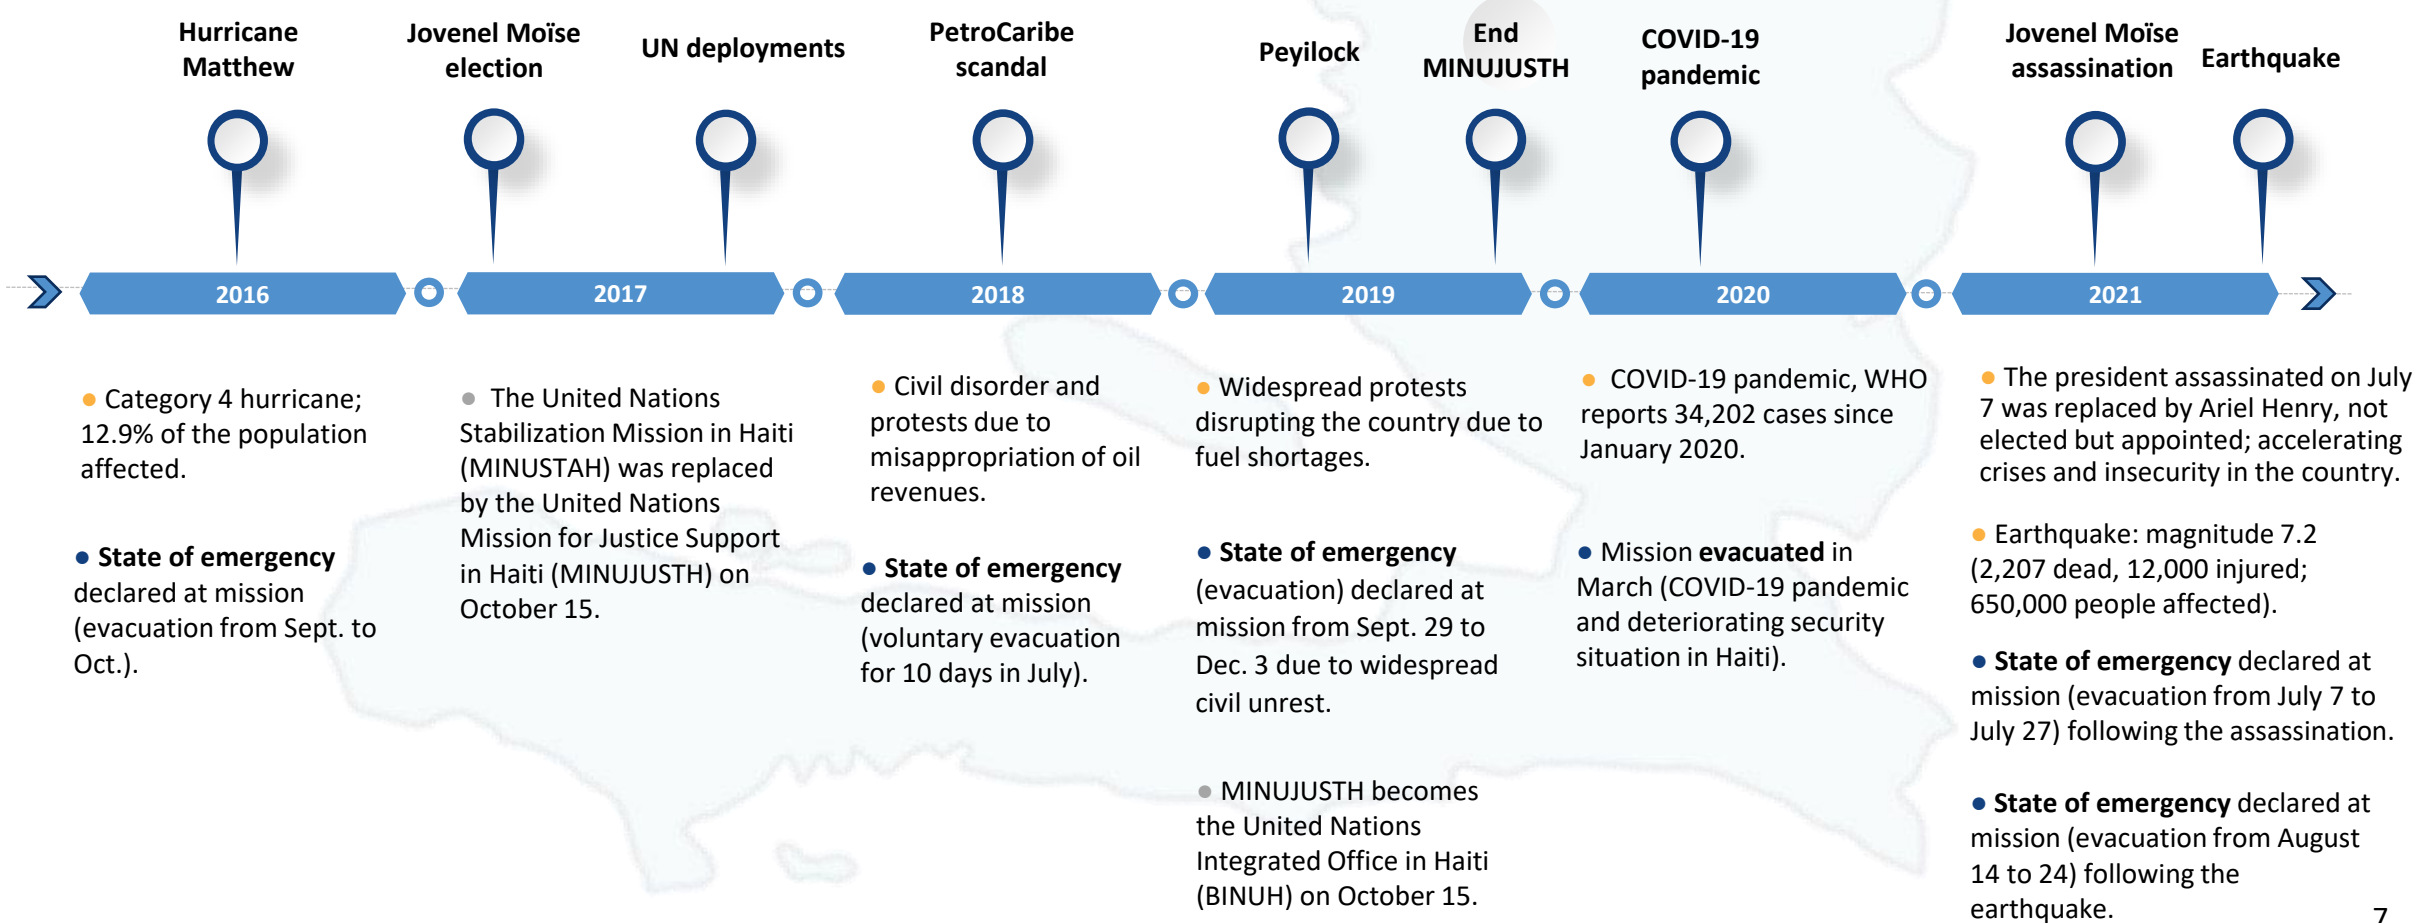 Hurricane
Matthew
Jovenel Moïse
election
UN deployments
PetroCaribe
scandal
Peyilock
End
MINUJUSTH
COVID-19
pandemic
Jovenel Moïse
assassination
Earthquake
2016
2017
2018
2019
2020
2021
● Category 4 hurricane;
12.9% of the population
affected.
● State of emergency
declared at mission
(evacuation from Sept. to
Oct.).
● The United Nations
Stabilization Mission in Haiti
(MINUSTAH) was replaced
by the United Nations
Mission for Justice Support
in Haiti (MINUJUSTH) on
October 15.
● Civil disorder and
protests due to
misappropriation of oil
revenues.
● State of emergency
declared at mission
(voluntary evacuation
for 10 days in July).
● Widespread protests
disrupting the country due to
fuel shortages.
● State of emergency
(evacuation) declared at
mission from Sept. 29 to
Dec. 3 due to widespread
civil unrest.
● MINUJUSTH becomes
the United Nations
Integrated Office in Haiti
(BINUH) on October 15.
● COVID-19 pandemic, WHO
reports 34,202 cases since
January 2020.
● Mission evacuated in
March (COVID-19 pandemic
and deteriorating security
situation in Haiti).
● The president assassinated on July
7 was replaced by Ariel Henry, not
elected but appointed; accelerating
crises and insecurity in the country.
● Earthquake: magnitude 7.2
(2,207 dead, 12,000 injured;
650,000 people affected).
● State of emergency declared at
mission (evacuation from July 7 to
July 27) following the assassination.
● State of emergency declared at
mission (evacuation from August
14 to 24) following the
earthquake.
7